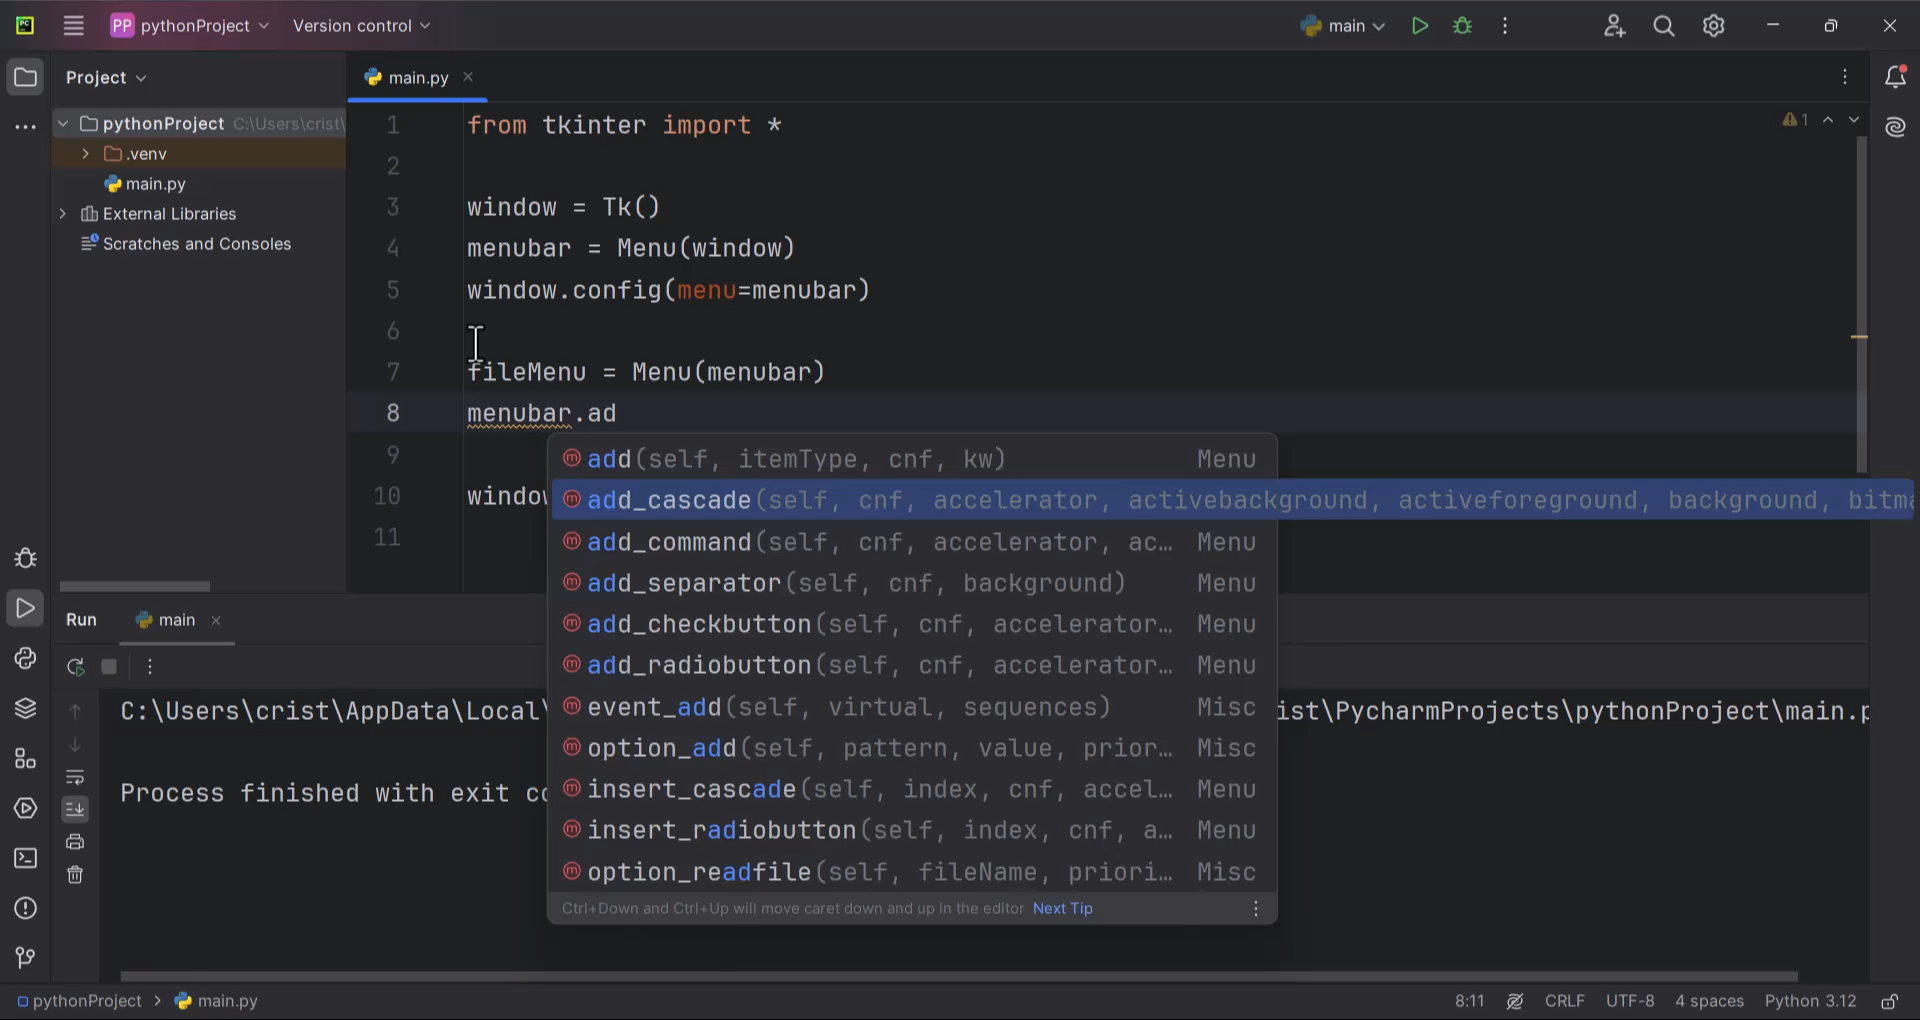 PC
PP pythonProject
Version control
main
Project
main.py
pythonProject C:\Users\crist\
.venv
main.py
External Libraries
Scratches and Consoles
1 from tkinter import *
2
3 window = Tk()
4 menubar = Menu(window)
5 window.config(menu=menubar)
6
7 fileMenu = Menu(menubar)
8 menubar.ad
9
10 window
11
1
add(self, itemType, cnf, kw) Menu
add_cascade(self, cnf, accelerator, activebackground, activeforeground, background, bitma
add_command(self, cnf, accelerator, ac… Menu
add_separator(self, cnf, background) Menu
add_checkbutton(self, cnf, accelerator… Menu
add_radiobutton(self, cnf, accelerator… Menu
event_add(self, virtual, sequences) Misc
option_add(self, pattern, value, prior… Misc
insert_cascade(self, index, cnf, accel… Menu
insert_radiobutton(self, index, cnf, a… Menu
option_readfile(self, fileName, priori… Misc
Ctrl+Down and Ctrl+Up will move caret down and up in the editor Next Tip
Run main
C:\Users\crist\AppData\Local\ ist\PycharmProjects\pythonProject\main.p
Process finished with exit co
pythonProject > main.py
8:11 CRLF UTF-8 4 spaces Python 3.12